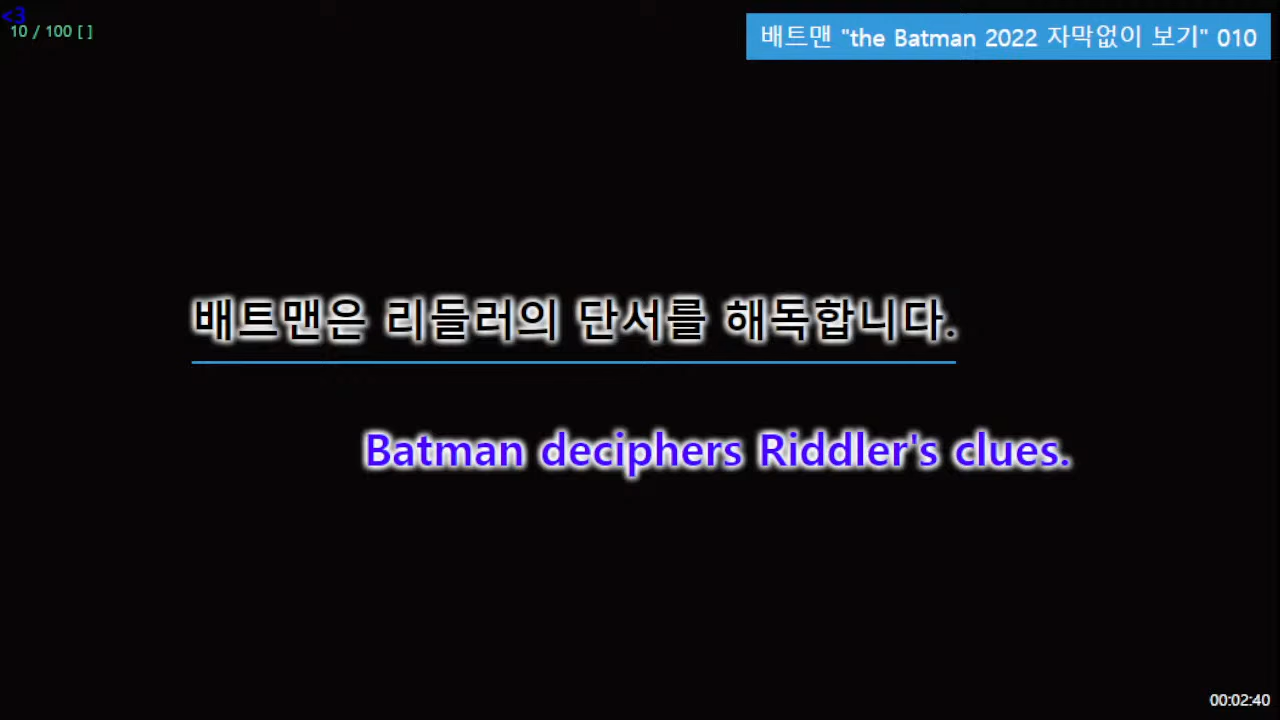 <3
10 / 100 [ ]
배트맨 "the Batman 2022 자막없이 보기" 010
배트맨은 리들러의 단서를 해독합니다.
Batman deciphers Riddler's clues.
00:02:40